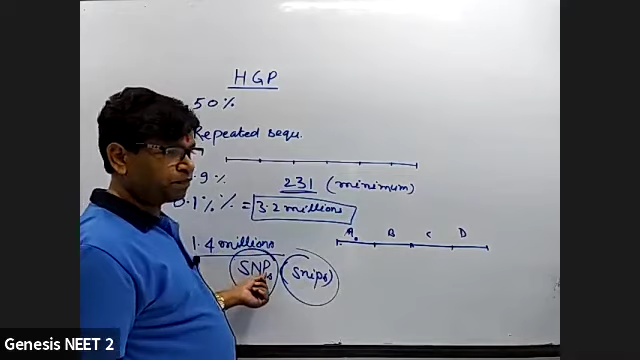 HGP
50%
Repeated sequ.
.9%
231 (minimum)
0.1% % = 3.2 millions
A B C D
1.4 millions
SNPs (Snips)
Genesis NEET 2